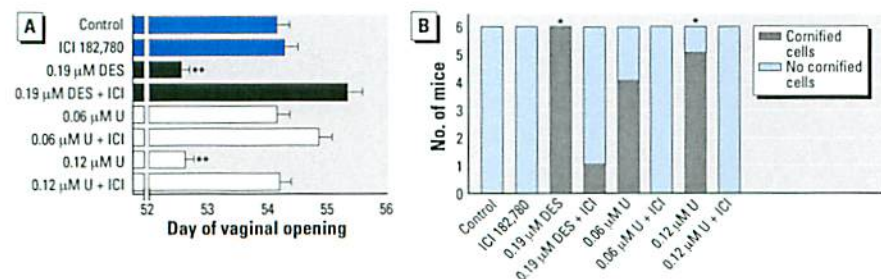 A
Control
ICI 182,780
0.19 µM DES
**
0.19 µM DES + ICI
0.06 µM U
0.06 µM U + ICI
0.12 µM U
**
0.12 µM U + ICI
52 53 54 55 56
Day of vaginal opening
B
No. of mice
6
5
4
3
2
1
0
*
*
Cornified
cells
No cornified
cells
Control
ICI 182,780
0.19 µM DES
0.19 µM DES + ICI
0.06 µM U
0.06 µM U + ICI
0.12 µM U
0.12 µM U + ICI